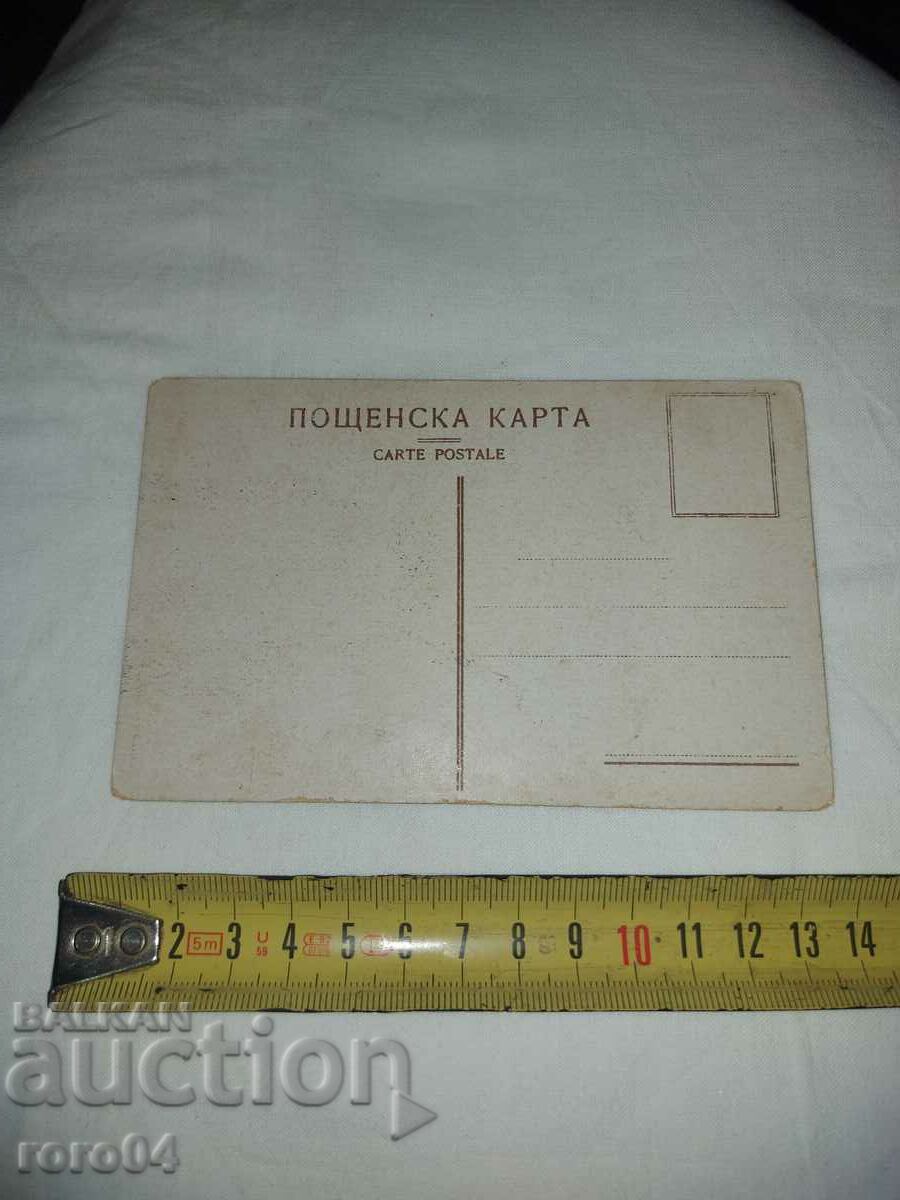 ПОЩЕНСКА КАРТА
CARTE POSTALE
2 5m 3 U 4 5 6 7 8 9 10 11 12 13 14
59
BALKAN
auction
roro04